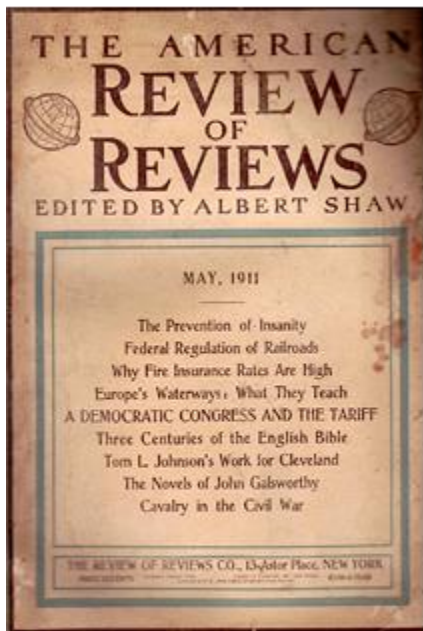 THE AMERICAN
REVIEW
OF
REVIEWS
EDITED BY ALBERT SHAW
MAY, 1911
The Prevention of Insanity
Federal Regulation of Railroads
Why Fire Insurance Rates Are High
Europe's Waterways: What They Teach
A DEMOCRATIC CONGRESS AND THE TARIFF
Three Centuries of the English Bible
Tom L. Johnson's Work for Cleveland
The Novels of John Galsworthy
Cavalry in the Civil War
THE REVIEW OF REVIEWS CO., 13 Astor Place, NEW YORK